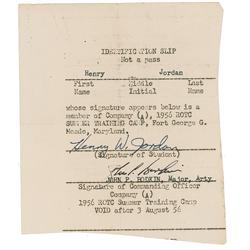 IDENTIFICATION SLIP
Not a pass
Henry Jordan
First Middle Last
Name Initial Name
whose signature appears below is a
member of Company (A), 1956 ROTC
SUMMER TRAINING CAMP, Fort George G.
Meade, Maryland.
Henry W. Jordan
(Signature of Student)
John P. Bodkin
JOHN P. BODKIN, Major, Arty
Signature of Commanding Officer
Company (A)
1956 ROTC Summer Training Camp
VOID after 3 August 56